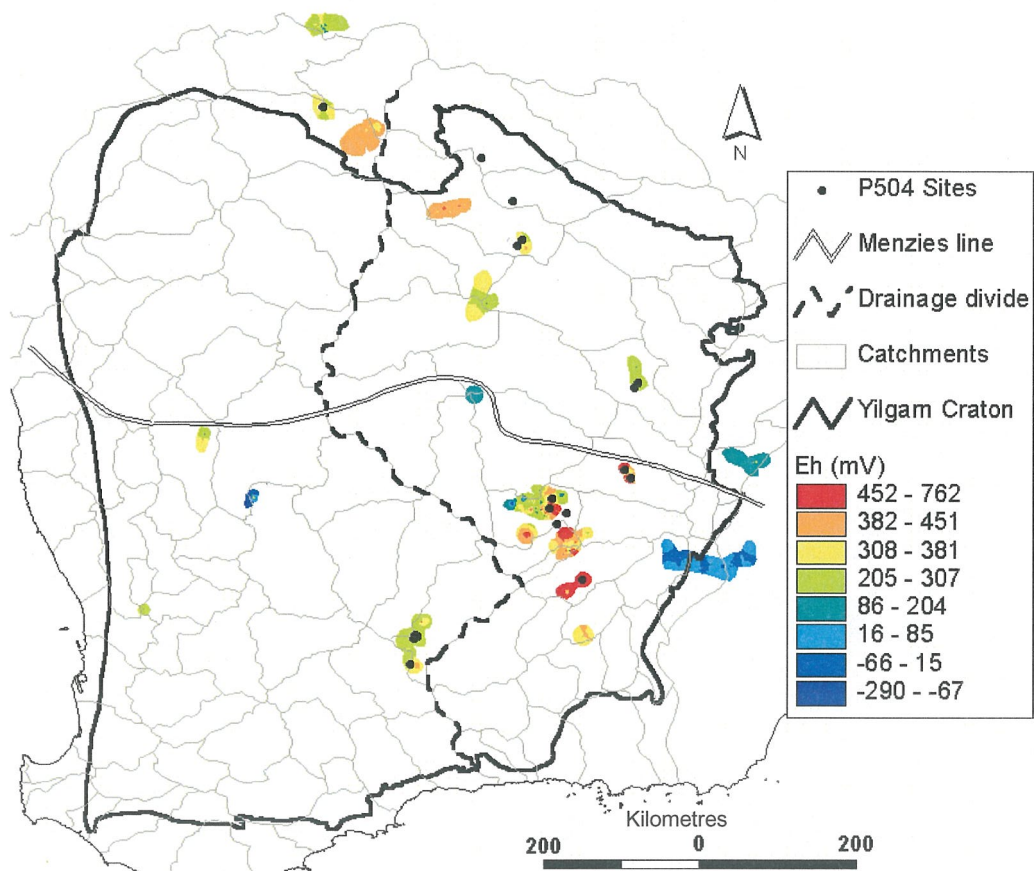 N
P504 Sites
Menzies line
Drainage divide
Catchments
Yilgarn Craton
Eh (mV)
452 - 762
382 - 451
308 - 381
205 - 307
86 - 204
16 - 85
-66 - 15
-290 - -67
Kilometres
200 0 200